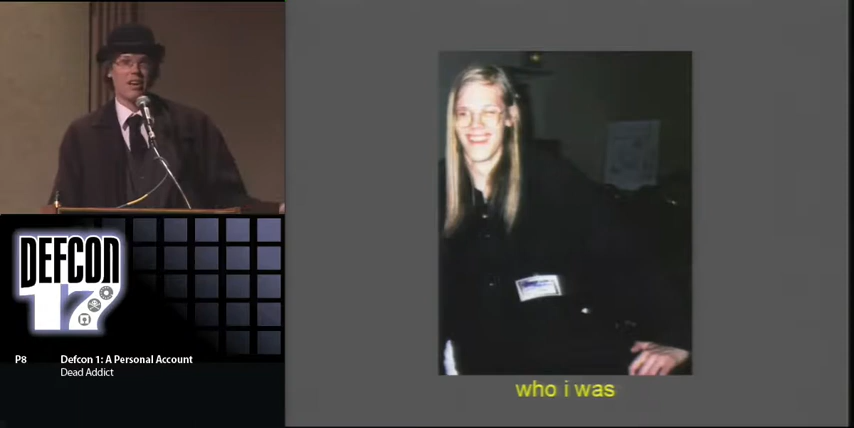 DEFCON
17
P8 Defcon 1: A Personal Account
Dead Addict
who i was